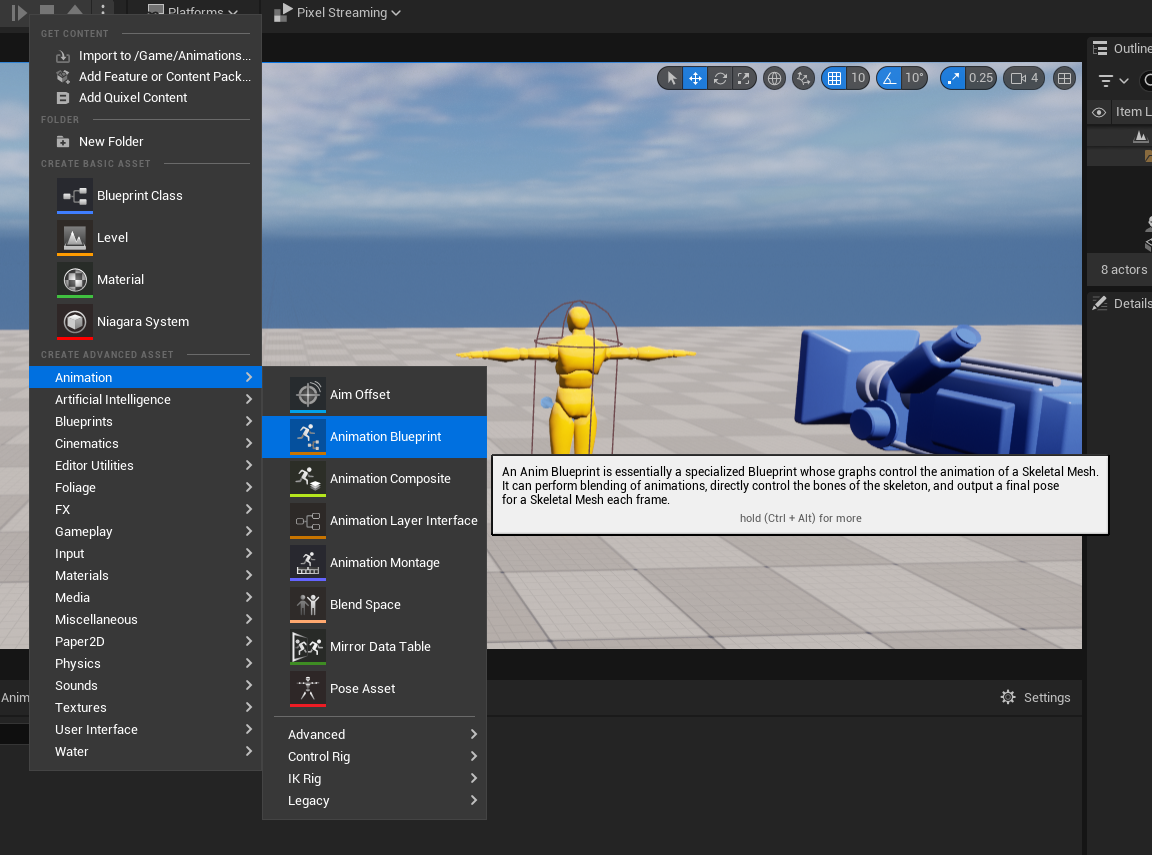 Platforms
Pixel Streaming
GET CONTENT
Import to /Game/Animations...
Add Feature or Content Pack...
Add Quixel Content
FOLDER
New Folder
CREATE BASIC ASSET
Blueprint Class
Level
Material
Niagara System
CREATE ADVANCED ASSET
Animation
Artificial Intelligence
Blueprints
Cinematics
Editor Utilities
Foliage
FX
Gameplay
Input
Materials
Media
Miscellaneous
Paper2D
Physics
Sounds
Textures
User Interface
Water
Aim Offset
Animation Blueprint
Animation Composite
Animation Layer Interface
Animation Montage
Blend Space
Mirror Data Table
Pose Asset
Advanced
Control Rig
IK Rig
Legacy
An Anim Blueprint is essentially a specialized Blueprint whose graphs control the animation of a Skeletal Mesh.
It can perform blending of animations, directly control the bones of the skeleton, and output a final pose
for a Skeletal Mesh each frame.
hold (Ctrl + Alt) for more
10
10°
0.25
4
Outline
Item L
8 actors
Details
Anim
Settings